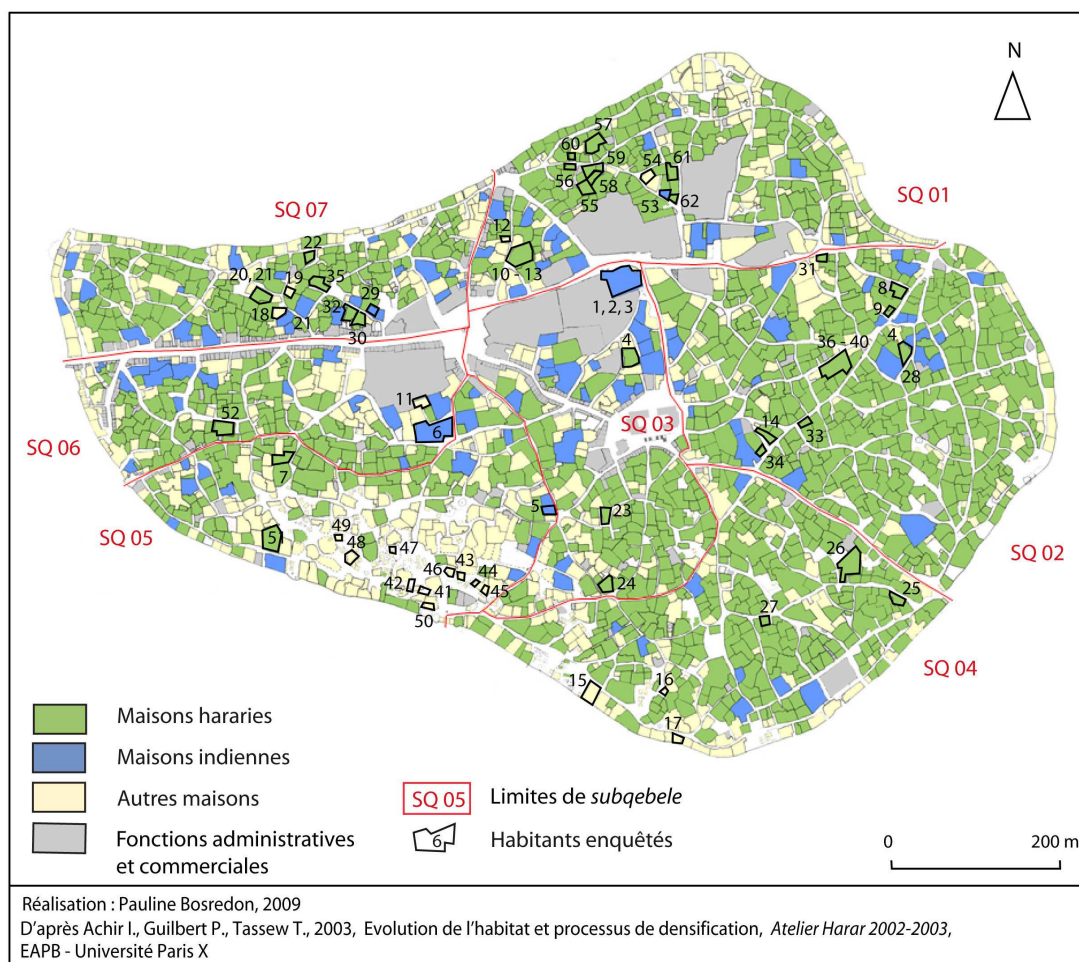 N
57
60
59
54
61
SQ 01
56
58
53
62
55
SQ 07
12
22
10 - 13
31
20, 21
19
35
8
29
1, 2, 3
9
18
32
21
4
30
4
36 - 40
28
11
52
6
SQ 03
14
33
SQ 06
34
7
5
23
SQ 05
49
5
48
47
26
SQ 02
46
43
44
42
41
45
24
25
50
27
SQ 04
15
16
17
Maisons hararies
Maisons indiennes
Autres maisons
SQ 05 Limites de subqebele
Fonctions administratives
et commerciales
6 Habitants enquêtés
0 200 m
Réalisation : Pauline Bosredon, 2009
D'après Achir I., Guilbert P., Tassew T., 2003, Evolution de l'habitat et processus de densification, Atelier Harar 2002-2003,
EAPB - Université Paris X